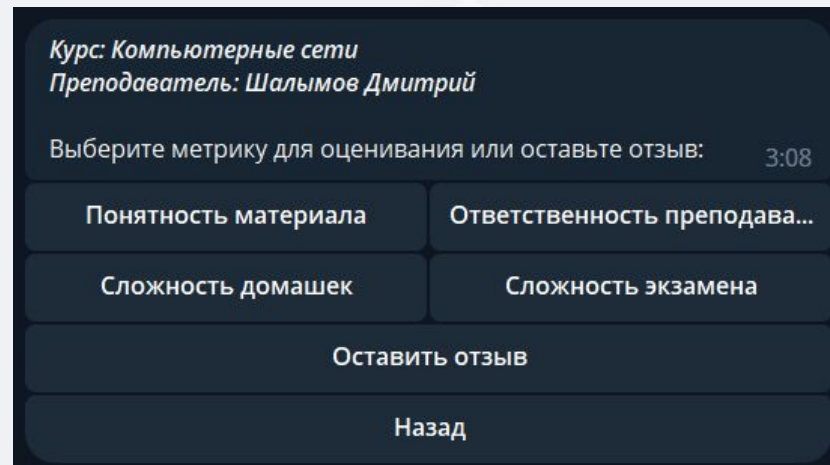 Курс: Компьютерные сети
Преподаватель: Шалымов Дмитрий
Выберите метрику для оценивания или оставьте отзыв:
3:08
Понятность материала
Ответственность преподава...
Сложность домашек
Сложность экзамена
Оставить отзыв
Назад